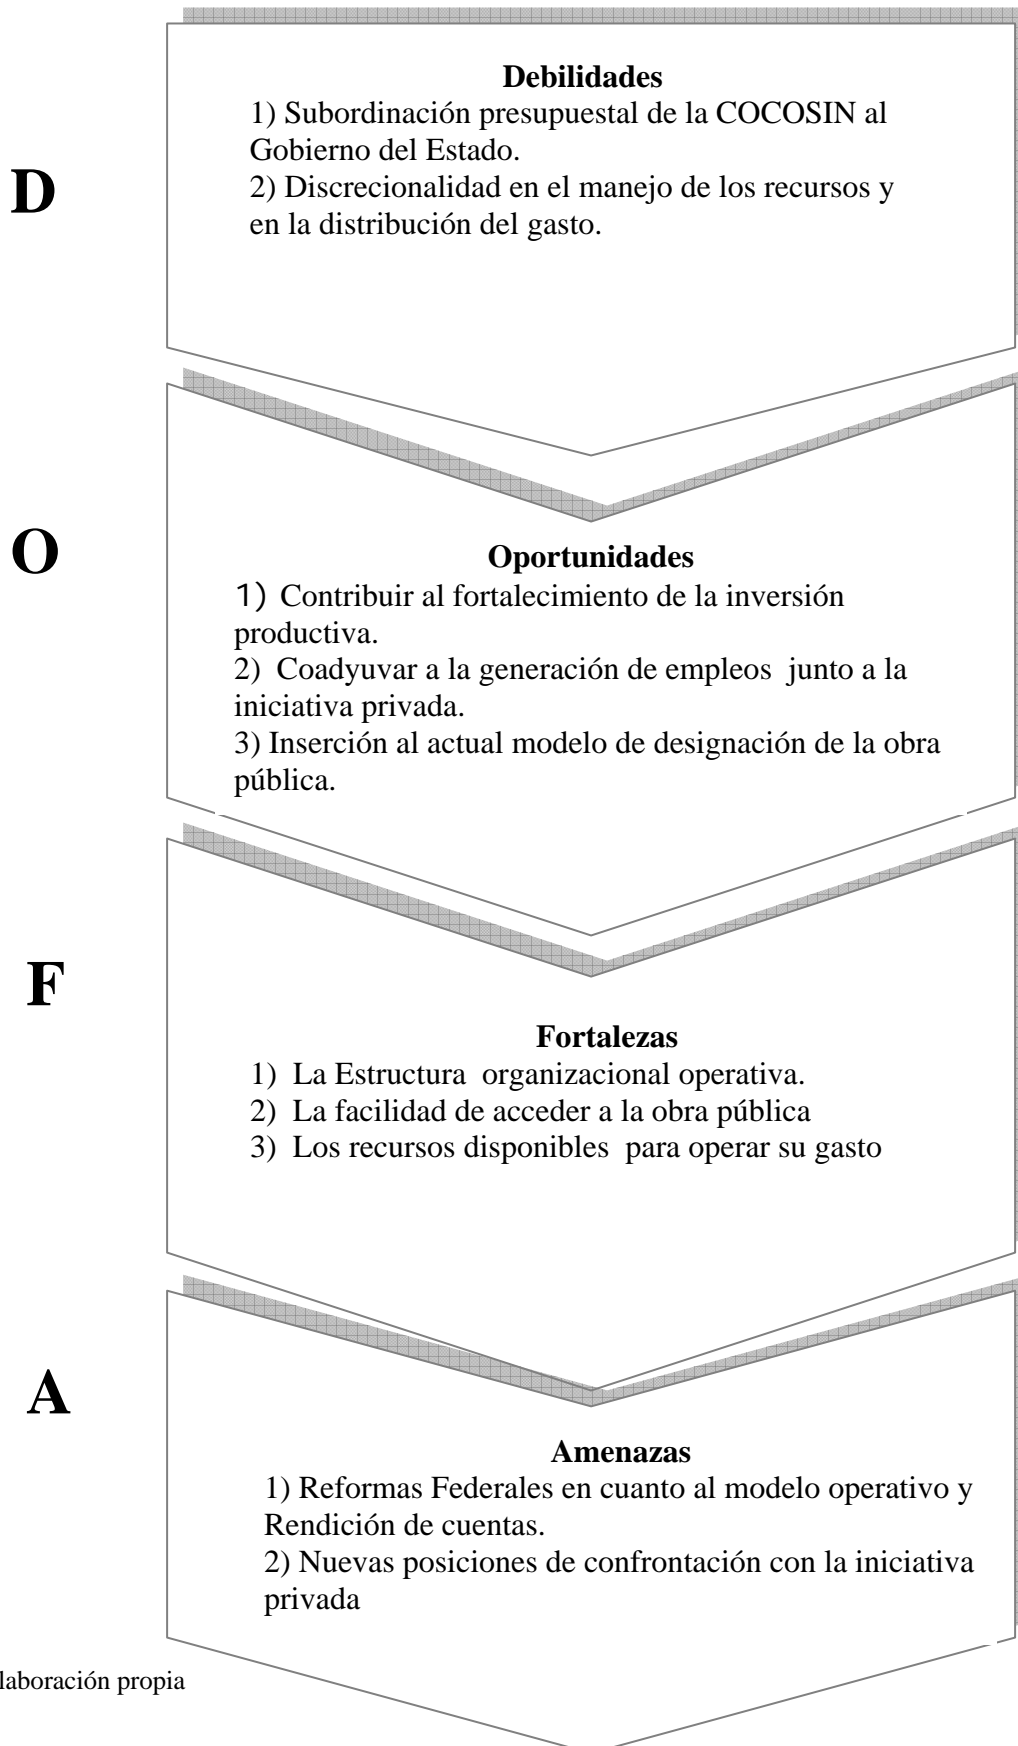 Debilidades
1) Subordinación presupuestal de la COCOSIN al
Gobierno del Estado.
D
2) Discrecionalidad en el manejo de los recursos y
en la distribución del gasto.
O
Oportunidades
1) Contribuir al fortalecimiento de la inversión
productiva.
2) Coadyuvar a la generación de empleos junto a la
iniciativa privada.
3) Inserción al actual modelo de designación de la obra
pública.
F
Fortalezas
1) La Estructura organizacional operativa.
2) La facilidad de acceder a la obra pública
3) Los recursos disponibles para operar su gasto
A
Amenazas
1) Reformas Federales en cuanto al modelo operativo y
Rendición de cuentas.
2) Nuevas posiciones de confrontación con la iniciativa
privada
laboración propia